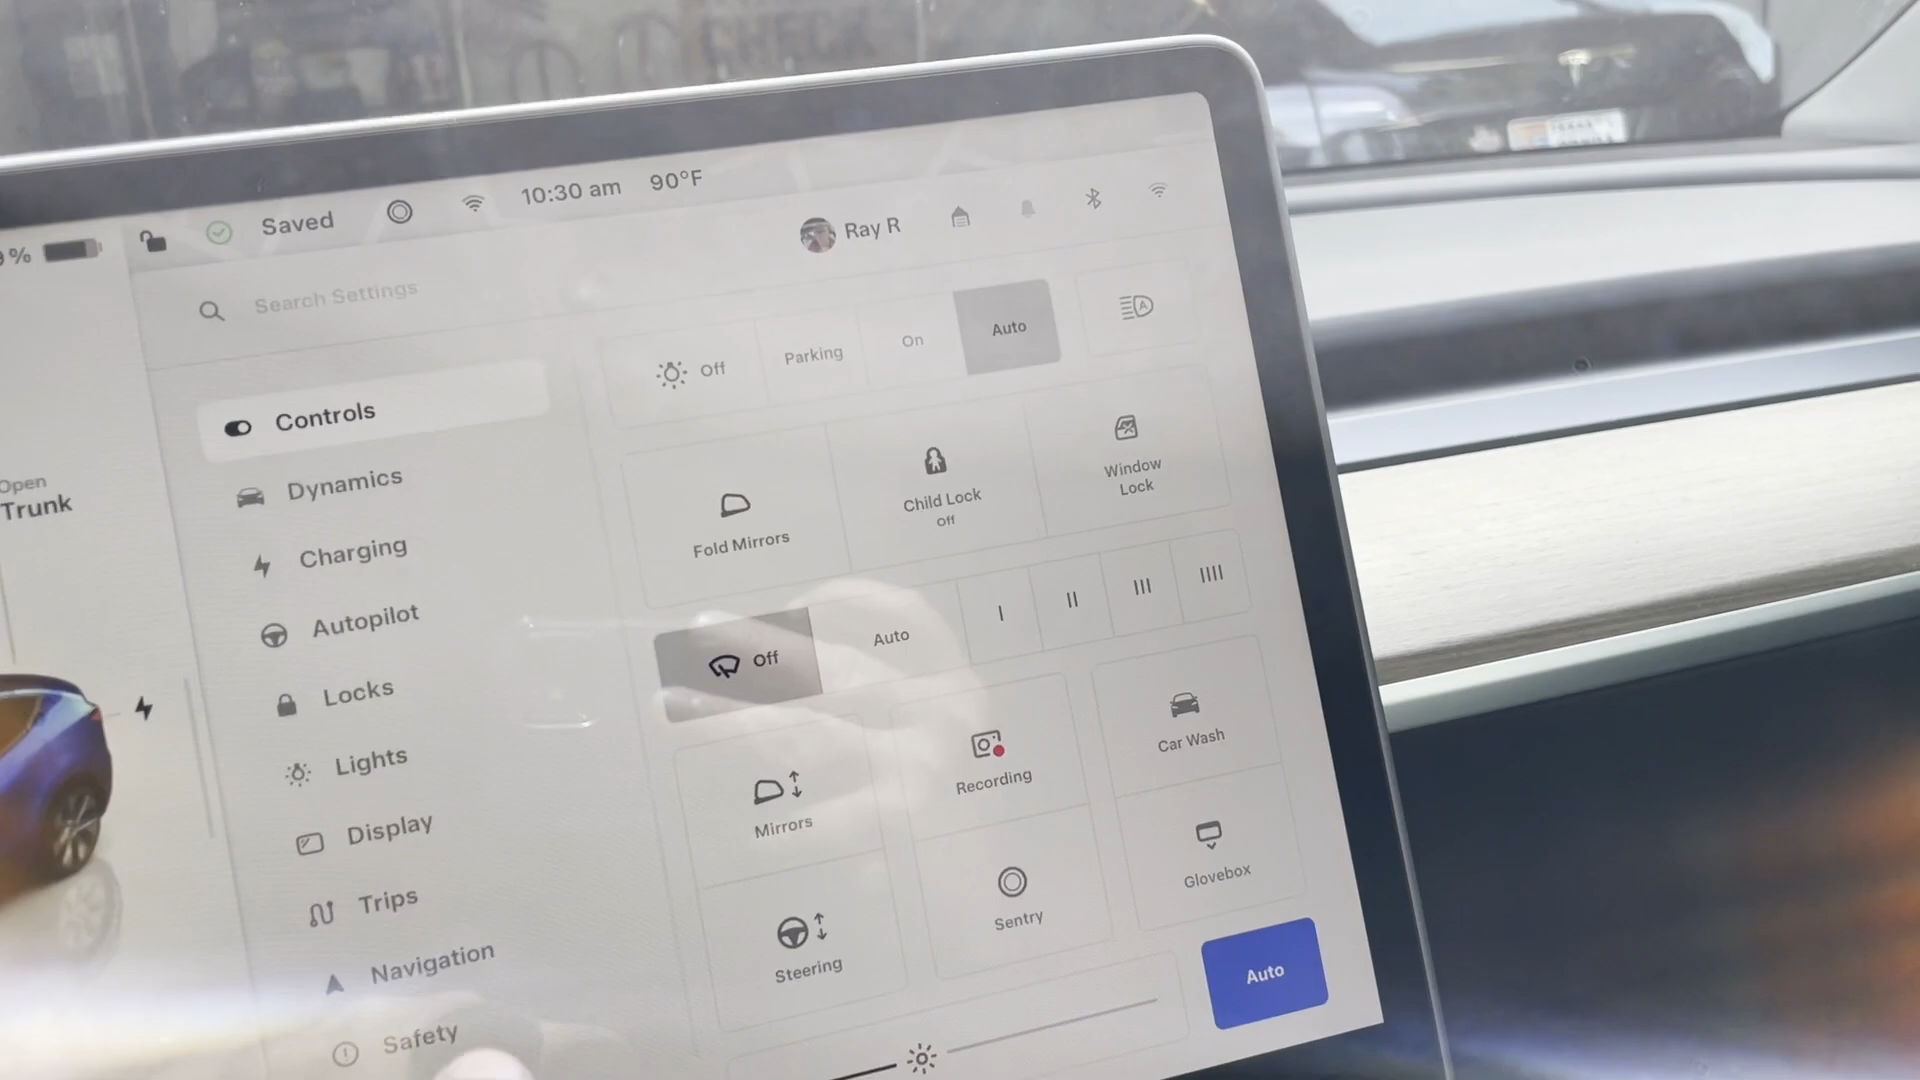 %
Saved
10:30 am
90°F
Search Settings
Ray R
Controls
Dynamics
Charging
Autopilot
Locks
Lights
Display
Trips
Navigation
Safety
Open
Trunk
Off
Parking
On
Auto
A
Fold Mirrors
Child Lock
Off
Window
Lock
Off
Auto
I
II
III
IIII
Mirrors
Recording
Car Wash
Steering
Sentry
Glovebox
Auto
CHECK